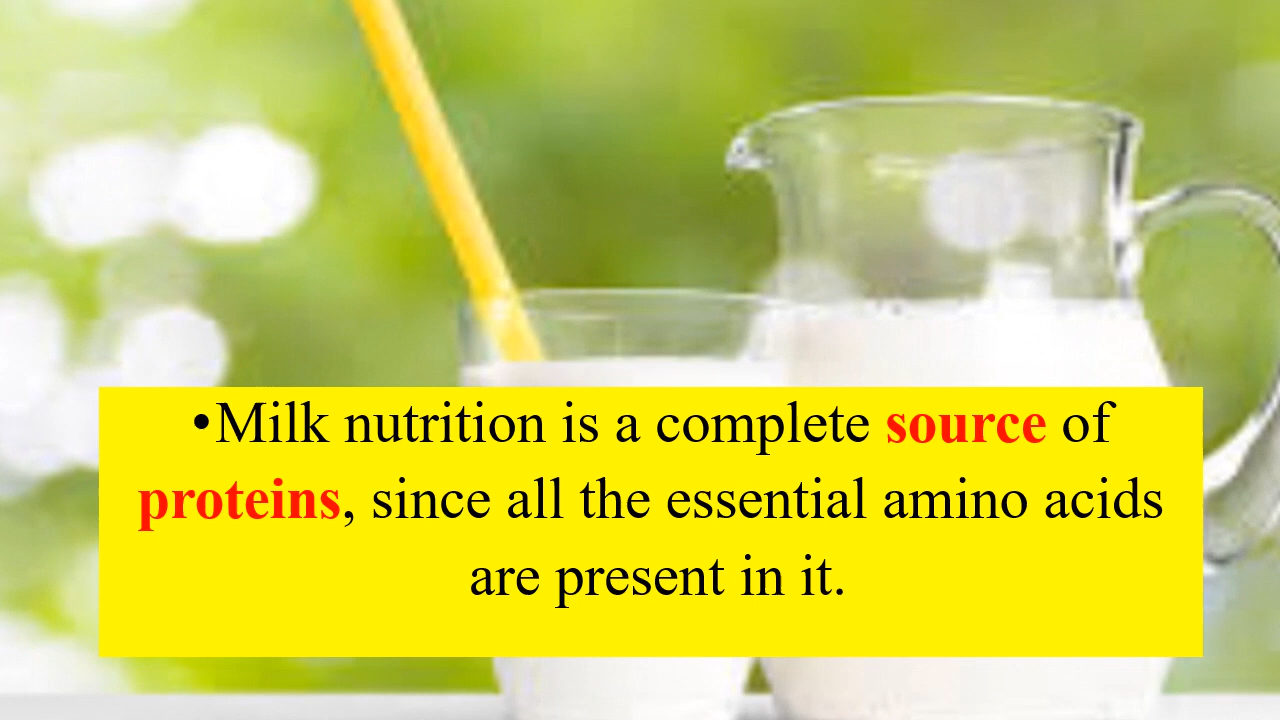 •Milk nutrition is a complete source of
proteins, since all the essential amino acids
are present in it.